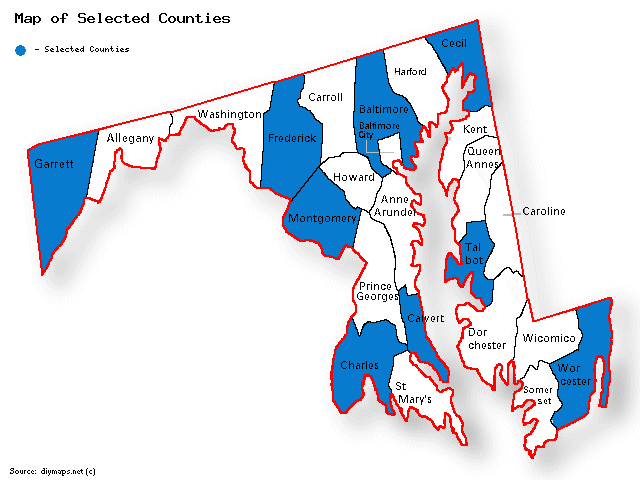 Map of Selected Counties
- Selected Counties
Cecil
Harford
Carroll
Washington
Baltimore
Baltimore
City
Kent
Allegany
Frederick
Garrett
Queen
Annes
Howard
Anne
Arundel
Caroline
Montgomery
Tal
bot
Prince
Georges
Calvert
Dor
chester
Wicomico
Charles
Wor
cester
St
Mary's
Somer
set
Source: diymaps.net (c)